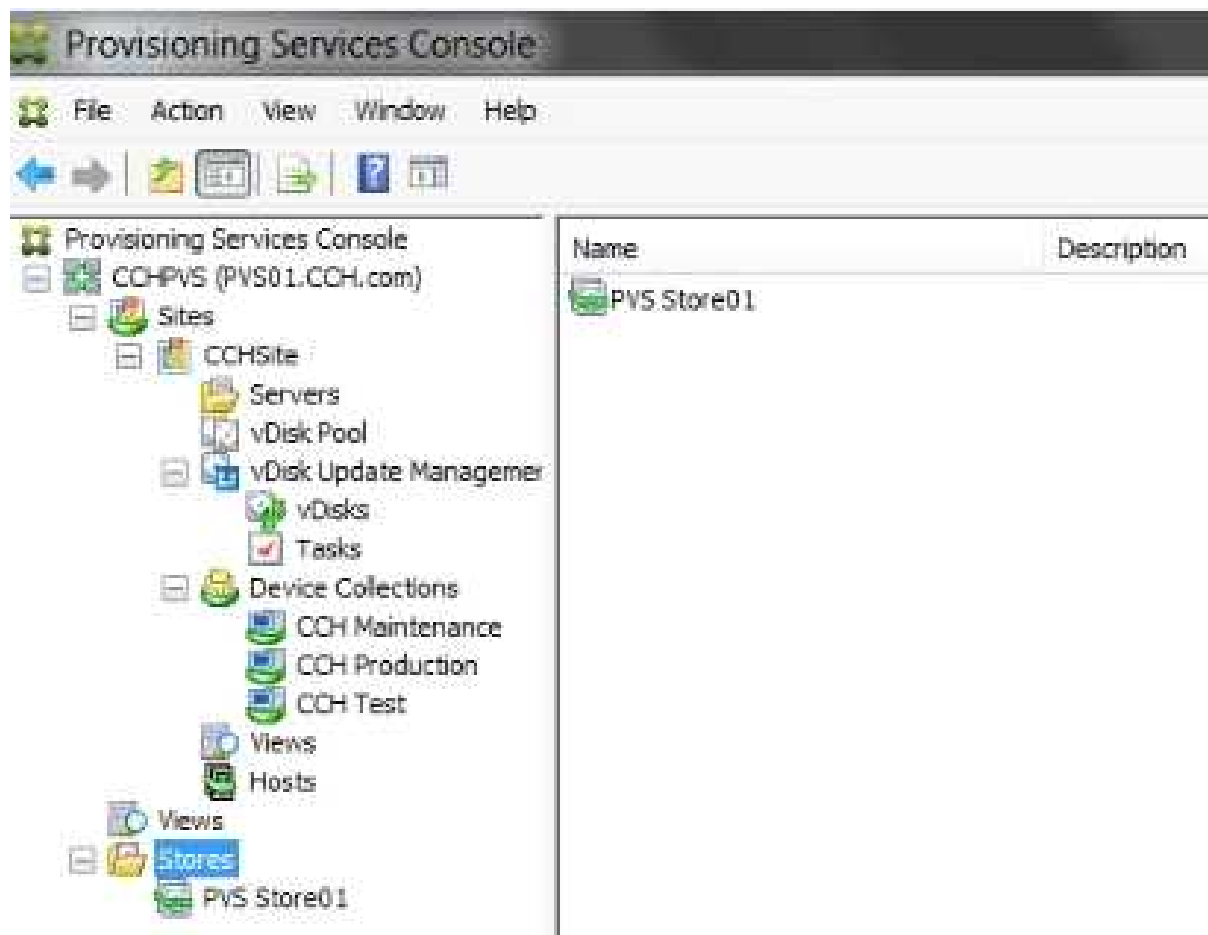 Provisioning Services Console
File Action View Window Help
Provisioning Services Console
CCHPVS (PVS01.CCH.com)
Sites
CCHSite
Servers
vDisk Pool
vDisk Update Managemer
vDisks
Tasks
Device Collections
CCH Maintenance
CCH Production
CCH Test
Views
Hosts
Views
Stores
PVS Store01
Name Description
PVS Store01